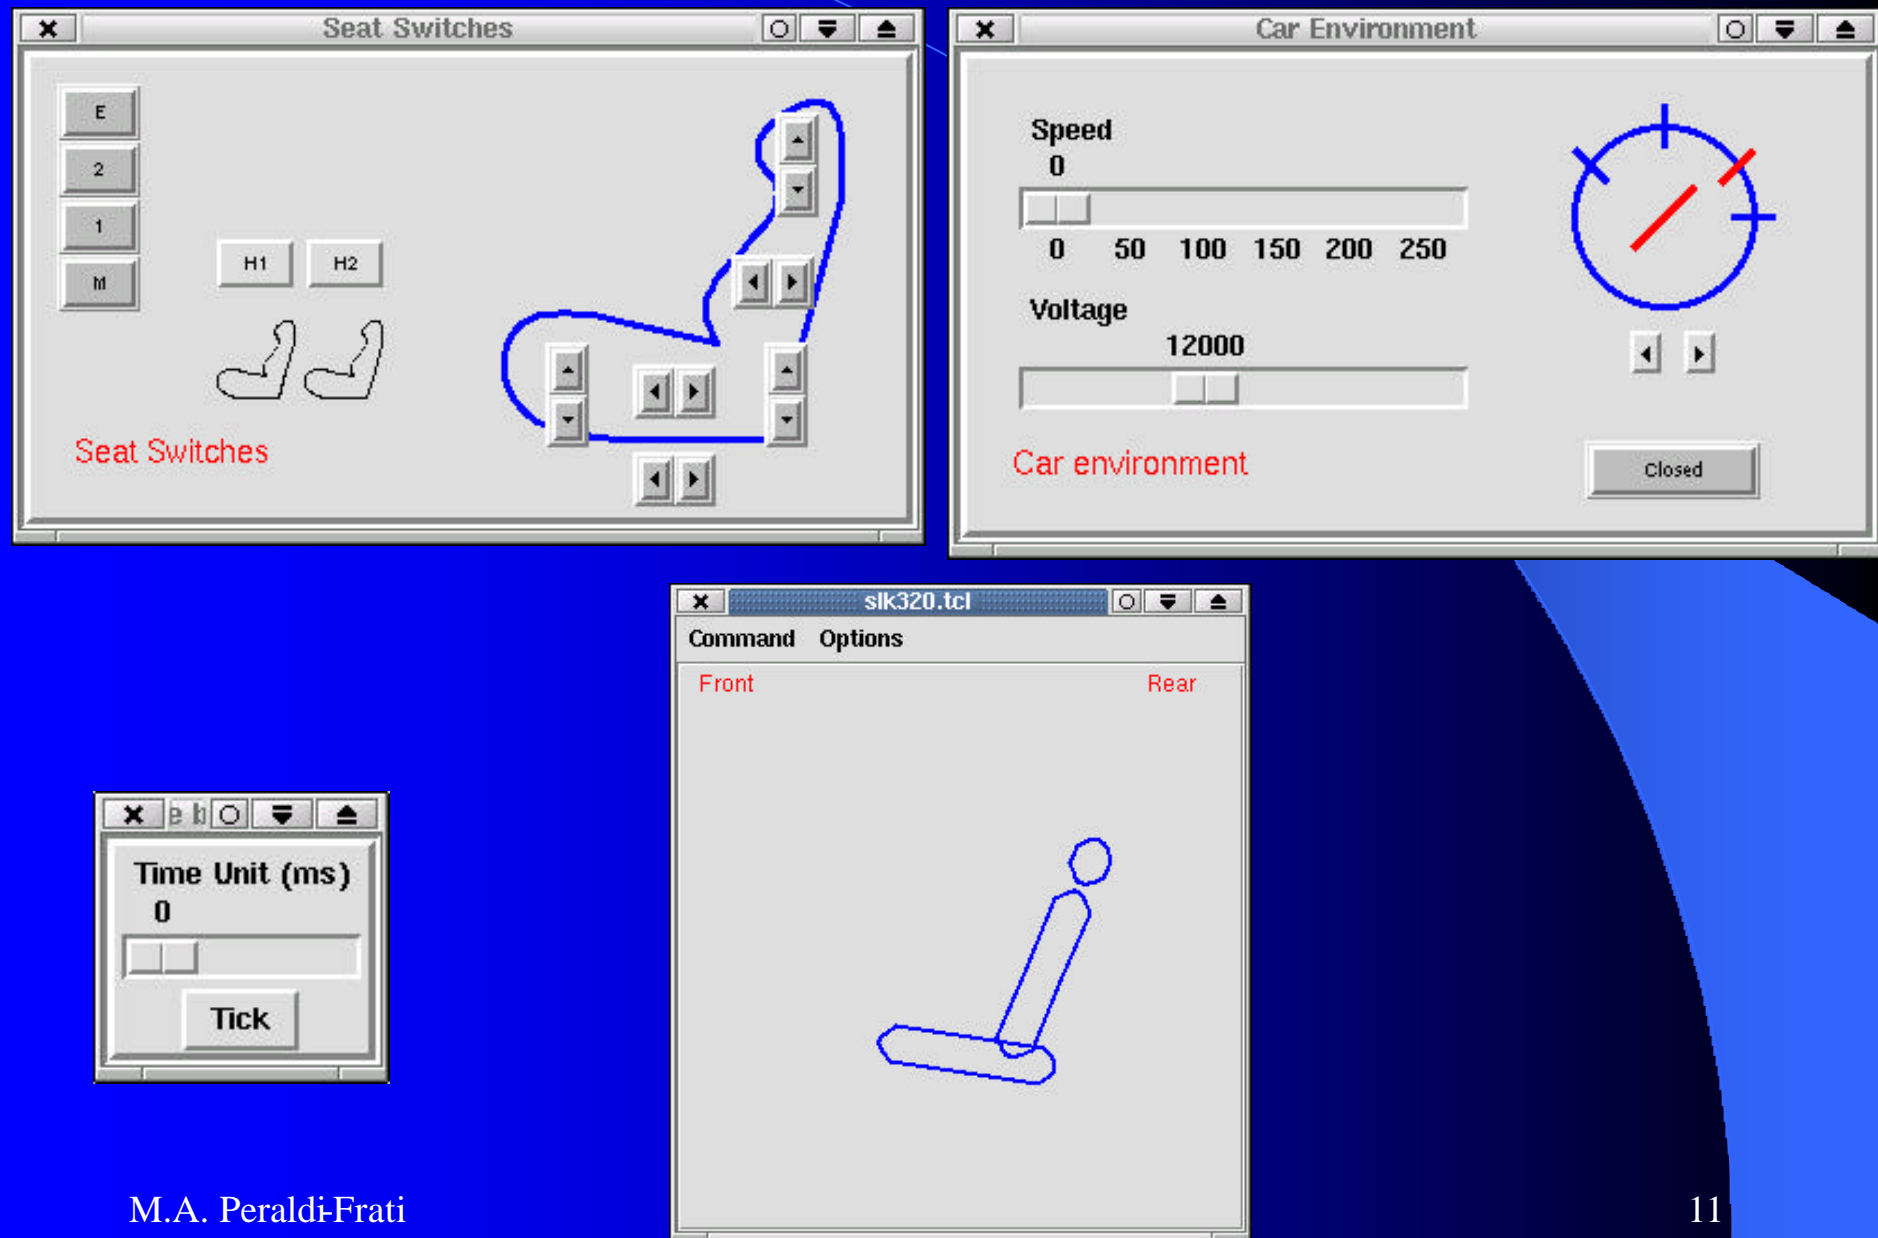 Seat Switches
E
2
1
M
H1 H2
Seat Switches
Car Environment
Speed
0
0 50 100 150 200 250
Voltage
12000
Car environment
Closed
slk320.tcl
Command Options
Front Rear
Time Unit (ms)
0
Tick
M.A. Peraldi-Frati
11